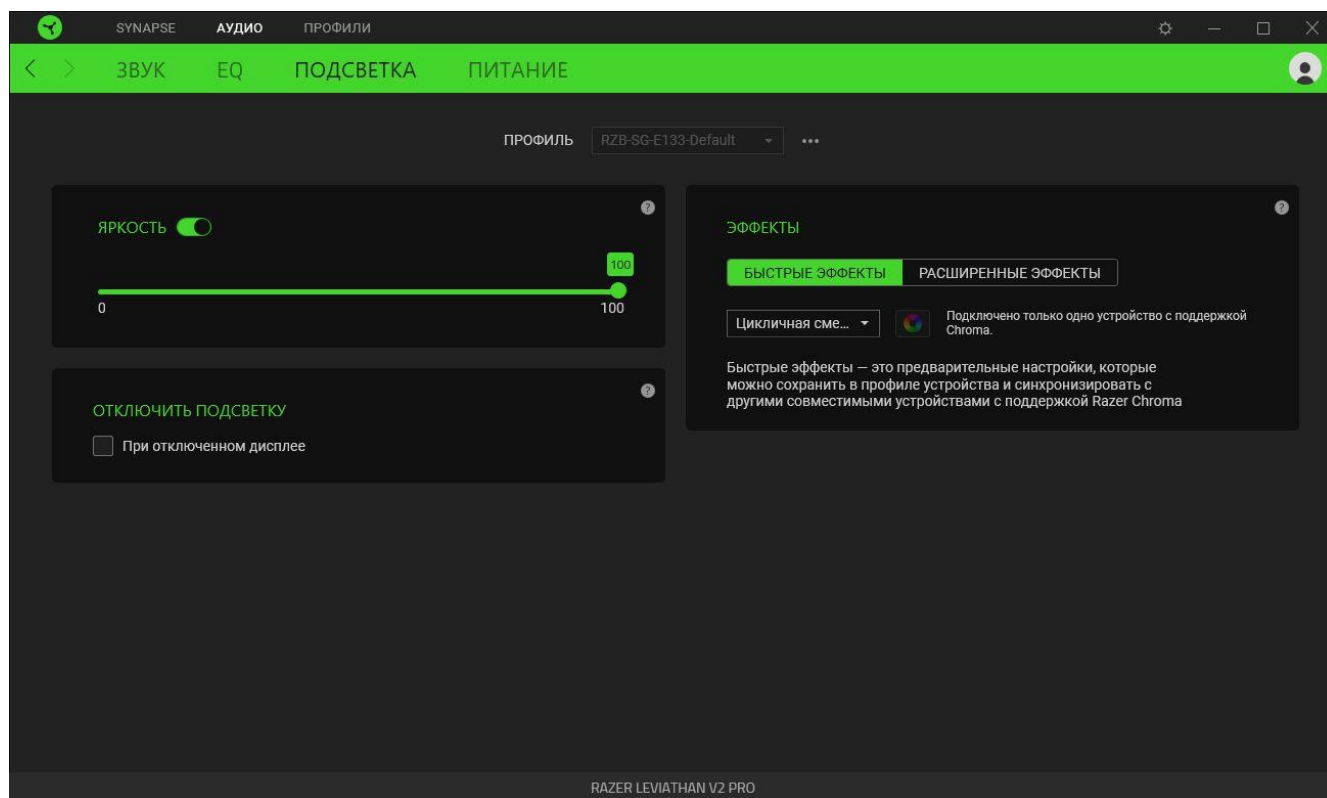 SYNAPSE АУДИО ПРОФИЛИ
ЗВУК EQ ПОДСВЕТКА ПИТАНИЕ
ПРОФИЛЬ RZB-SG-E133-Default
ЯРКОСТЬ
100
0 100
ОТКЛЮЧИТЬ ПОДСВЕТКУ
При отключенном дисплее
ЭФФЕКТЫ
БЫСТРЫЕ ЭФФЕКТЫ РАСШИРЕННЫЕ ЭФФЕКТЫ
Цикличная сме...
Подключено только одно устройство с поддержкой
Chroma.
Быстрые эффекты — это предварительные настройки, которые
можно сохранить в профиле устройства и синхронизировать с
другими совместимыми устройствами с поддержкой Razer Chroma
RAZER LEVIATHAN V2 PRO